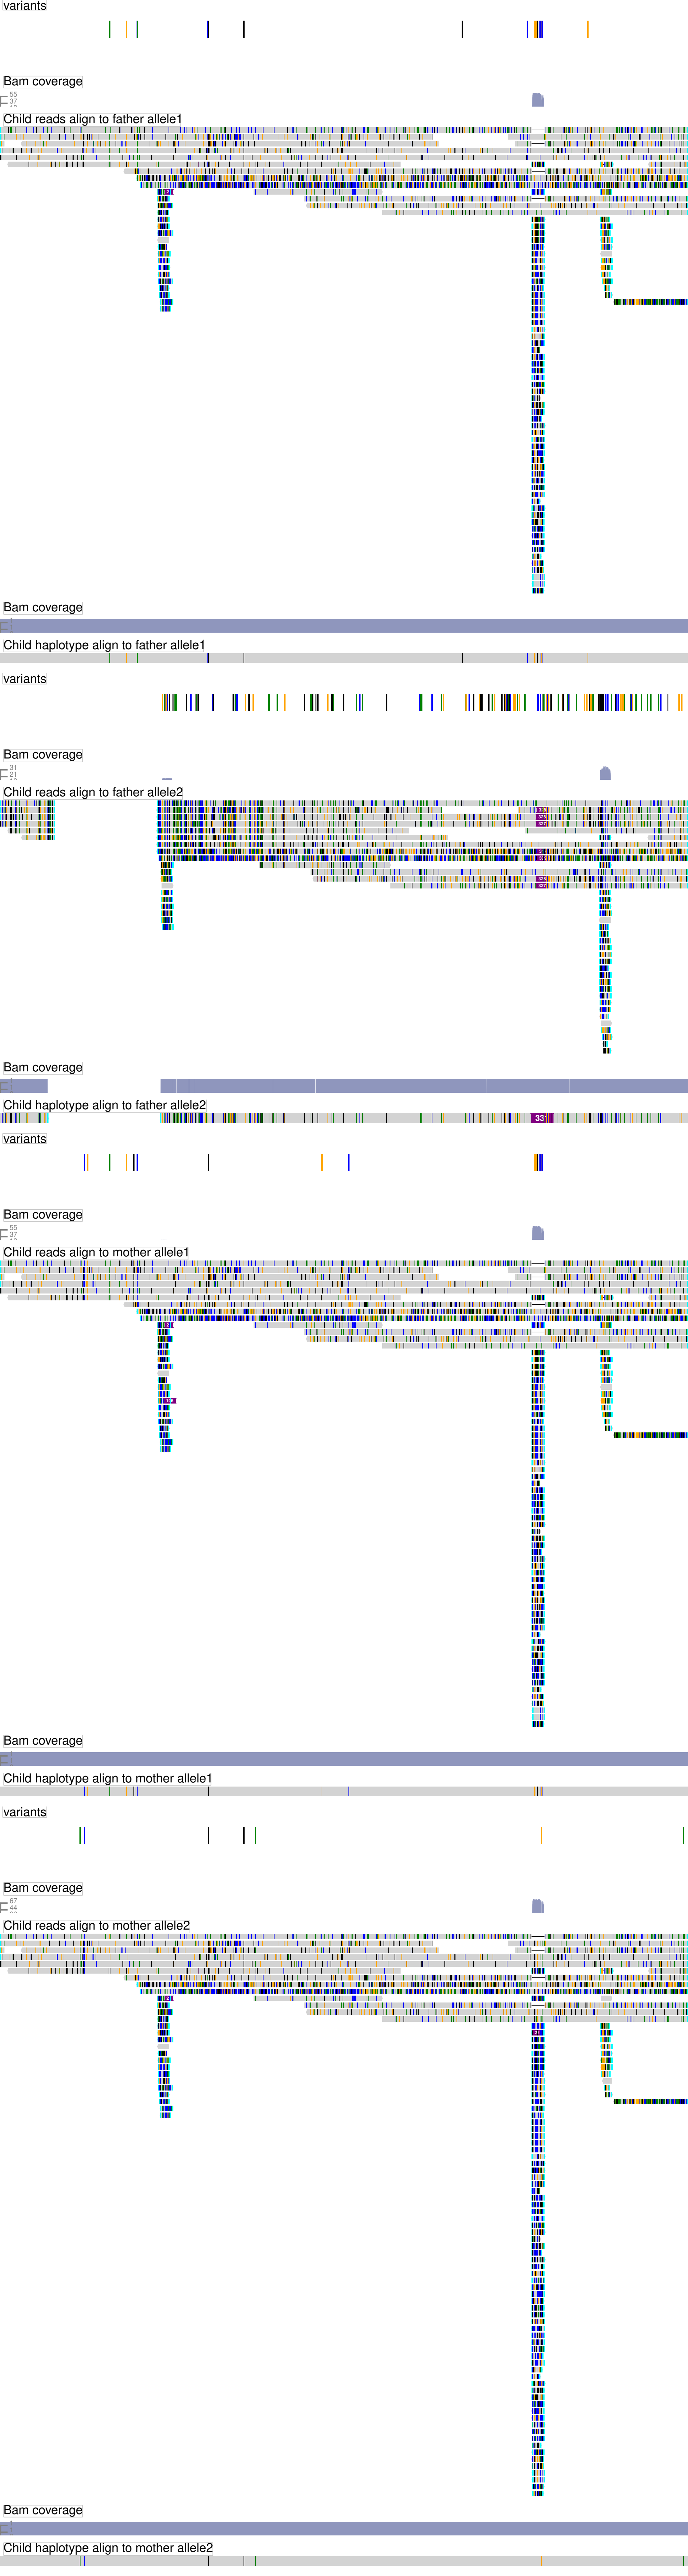 variants
Bam coverage
55
37
Child reads align to father allele1
Bam coverage
Child haplotype align to father allele1
variants
Bam coverage
31
21
Child reads align to father allele2
Bam coverage
Child haplotype align to father allele2
331
variants
Bam coverage
55
37
Child reads align to mother allele1
Bam coverage
Child haplotype align to mother allele1
variants
Bam coverage
67
44
Child reads align to mother allele2
Bam coverage
Child haplotype align to mother allele2